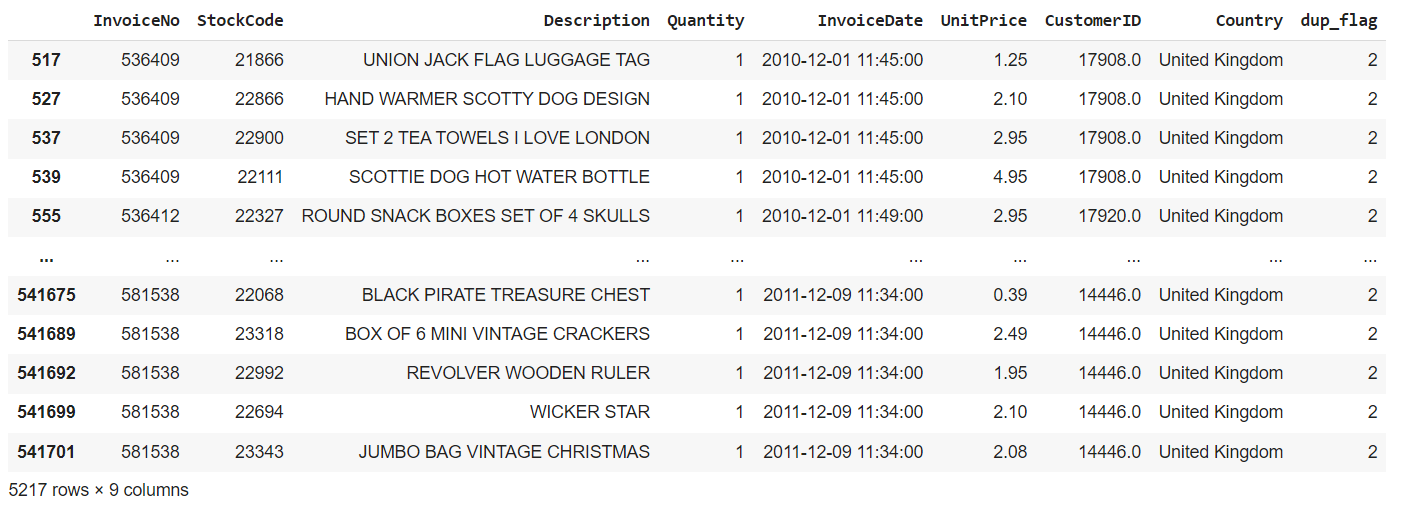 InvoiceNo StockCode Description Quantity InvoiceDate UnitPrice CustomerID Country dup_flag
517 536409 21866 UNION JACK FLAG LUGGAGE TAG 1 2010-12-01 11:45:00 1.25 17908.0 United Kingdom 2
527 536409 22866 HAND WARMER SCOTTY DOG DESIGN 1 2010-12-01 11:45:00 2.10 17908.0 United Kingdom 2
537 536409 22900 SET 2 TEA TOWELS I LOVE LONDON 1 2010-12-01 11:45:00 2.95 17908.0 United Kingdom 2
539 536409 22111 SCOTTIE DOG HOT WATER BOTTLE 1 2010-12-01 11:45:00 4.95 17908.0 United Kingdom 2
555 536412 22327 ROUND SNACK BOXES SET OF 4 SKULLS 1 2010-12-01 11:49:00 2.95 17920.0 United Kingdom 2
... ... ... ... ... ... ... ... ... ...
541675 581538 22068 BLACK PIRATE TREASURE CHEST 1 2011-12-09 11:34:00 0.39 14446.0 United Kingdom 2
541689 581538 23318 BOX OF 6 MINI VINTAGE CRACKERS 1 2011-12-09 11:34:00 2.49 14446.0 United Kingdom 2
541692 581538 22992 REVOLVER WOODEN RULER 1 2011-12-09 11:34:00 1.95 14446.0 United Kingdom 2
541699 581538 22694 WICKER STAR 1 2011-12-09 11:34:00 2.10 14446.0 United Kingdom 2
541701 581538 23343 JUMBO BAG VINTAGE CHRISTMAS 1 2011-12-09 11:34:00 2.08 14446.0 United Kingdom 2
5217 rows × 9 columns